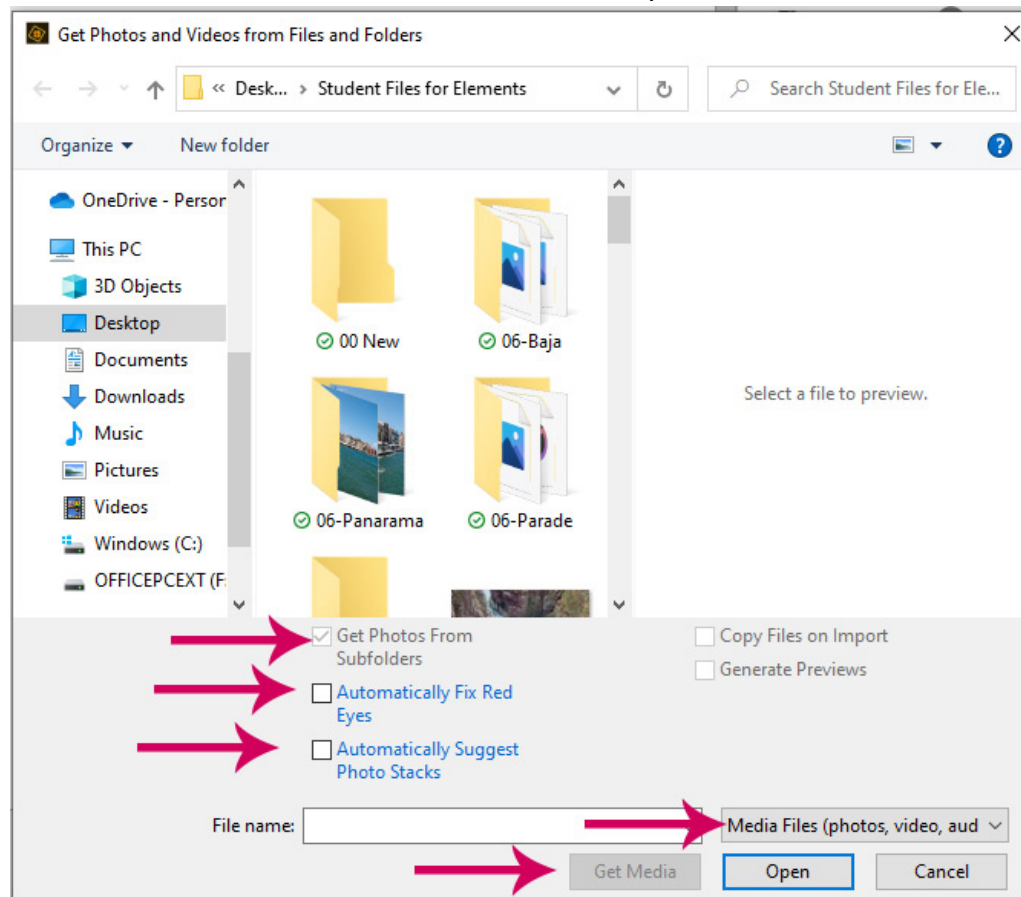 Get Photos and Videos from Files and Folders
« Desk... › Student Files for Elements
Search Student Files for Ele...
Organize
New folder
OneDrive - Person
This PC
3D Objects
Desktop
Documents
Downloads
Music
Pictures
Videos
Windows (C:)
OFFICEPCEXT (F:
00 New
06-Baja
06-Panarama
06-Parade
Select a file to preview.
Get Photos From
Subfolders
Automatically Fix Red
Eyes
Automatically Suggest
Photo Stacks
Copy Files on Import
Generate Previews
File name:
Media Files (photos, video, aud
Get Media
Open
Cancel